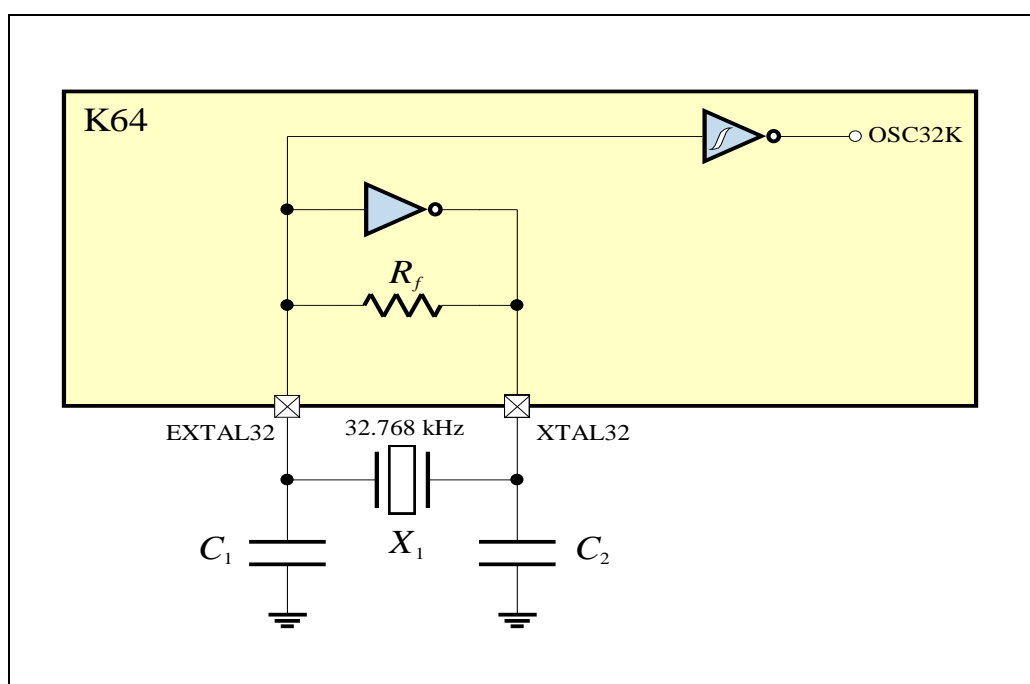 K64
OSC32K
R_f
EXTAL32
32.768 kHz
XTAL32
C_1
X_1
C_2